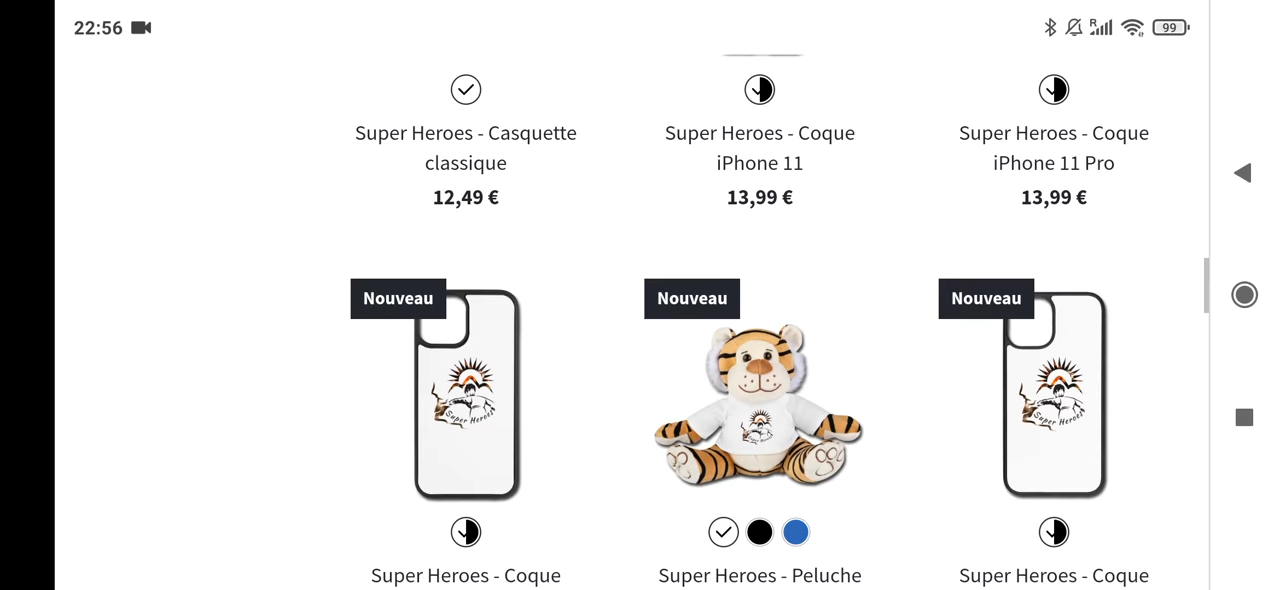 22:56
R
99
Super Heroes - Casquette
classique
12,49 €
Super Heroes - Coque
iPhone 11
13,99 €
Super Heroes - Coque
iPhone 11 Pro
13,99 €
Nouveau
Super Heroes
Super Heroes - Coque
Nouveau
Super Heroes
Super Heroes - Peluche
Nouveau
Super Heroes
Super Heroes - Coque